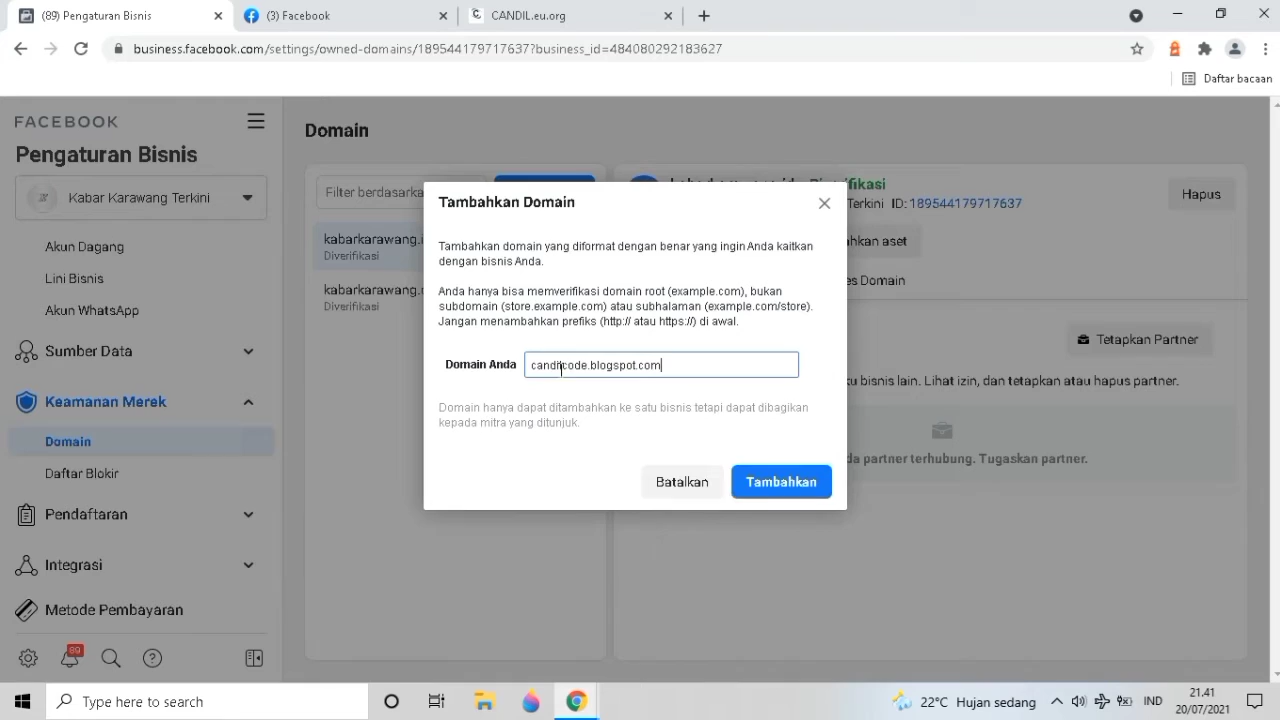 (89) Pengaturan Bisnis
(3) Facebook
CANDIL.eu.org
business.facebook.com/settings/owned-domains/189544179717637?business_id=484080292183627
Daftar bacaan
FACEBOOK
Pengaturan Bisnis
Kabar Karawang Terkini
Akun Dagang
Lini Bisnis
Akun WhatsApp
Sumber Data
Keamanan Merek
Domain
Daftar Blokir
Pendaftaran
Integrasi
Metode Pembayaran
89
Domain
Filter berdasarka
kabarkarawang.
Diverifikasi
kabarkarawang.
Diverifikasi
Terkini ID: 189544179717637
Hapus
hkan aset
es Domain
Tetapkan Partner
ku bisnis lain. Lihat izin, dan tetapkan atau hapus partner.
da partner terhubung. Tugaskan partner.
Tambahkan Domain
Tambahkan domain yang diformat dengan benar yang ingin Anda kaitkan
dengan bisnis Anda.
Anda hanya bisa memverifikasi domain root (example.com), bukan
subdomain (store.example.com) atau subhalaman (example.com/store).
Jangan menambahkan prefiks (http:// atau https://) di awal.
Domain Anda
candilcode.blogspot.com
Domain hanya dapat ditambahkan ke satu bisnis tetapi dapat dibagikan
kepada mitra yang ditunjuk.
Batalkan
Tambahkan
Type here to search
22°C Hujan sedang
IND
21.41
20/07/2021